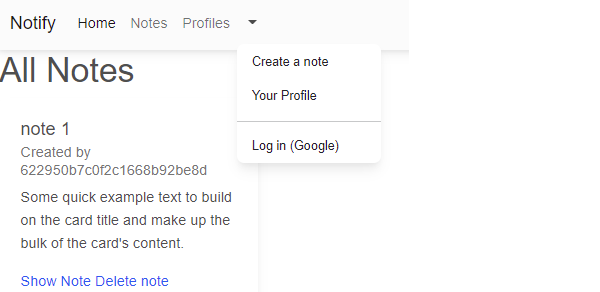 Notify Home Notes Profiles
Create a note
Your Profile
Log in (Google)
All Notes
note 1
Created by
622950b7c0f2c1668b92be8d
Some quick example text to build
on the card title and make up the
bulk of the card's content.
Show Note Delete note